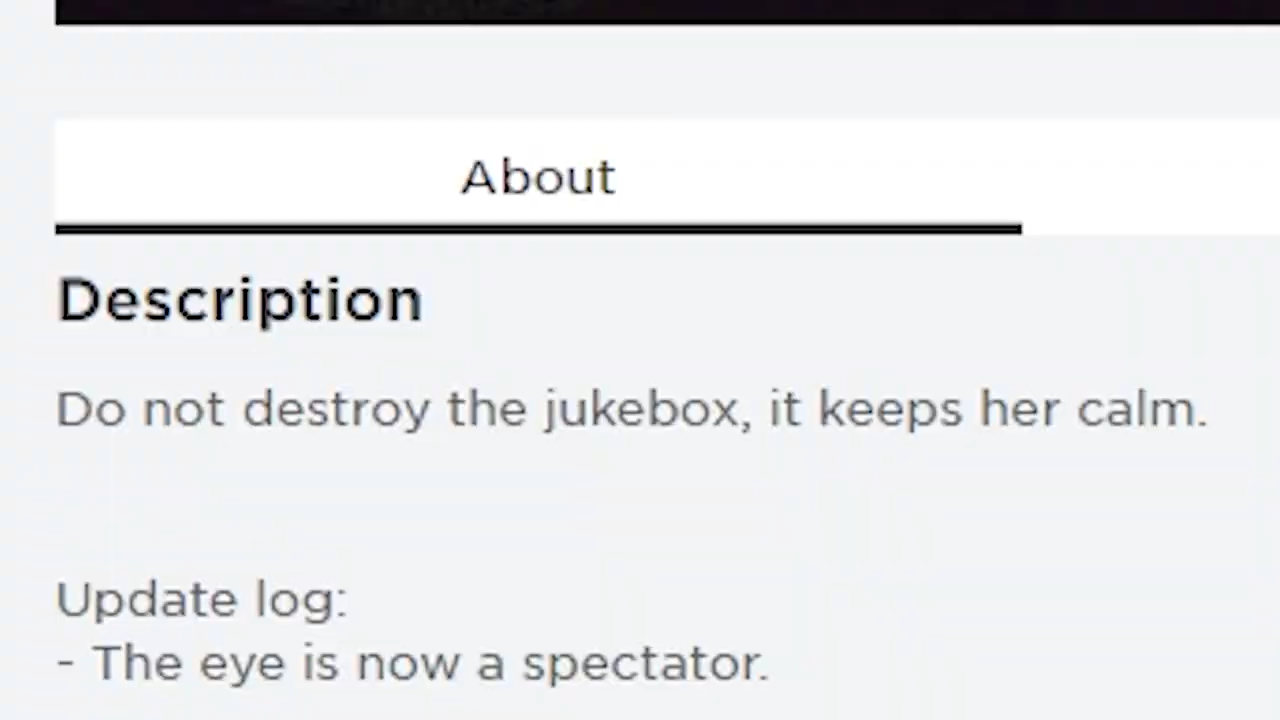 About
Description
Do not destroy the jukebox, it keeps her calm.
Update log:
- The eye is now a spectator.